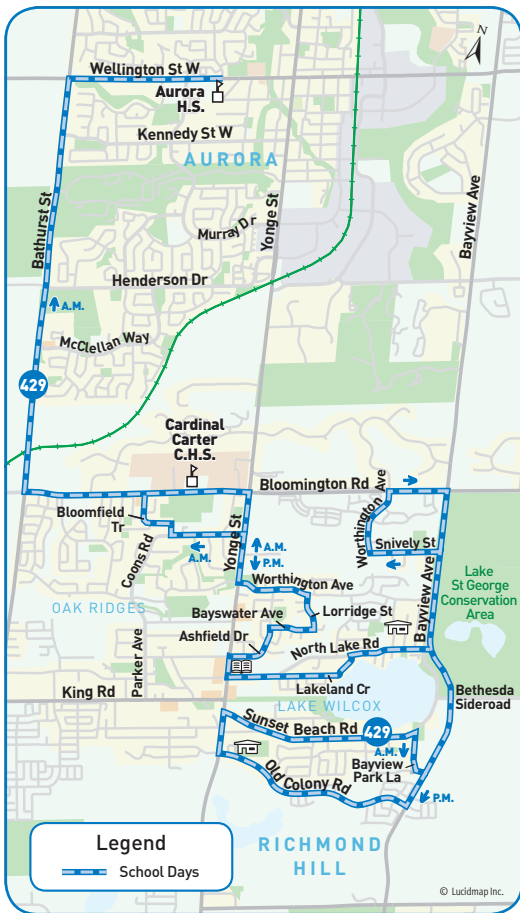 N
Wellington St W
Aurora
H.S.
Kennedy St W
AURORA
Bathurst St
Murray Dr
Yonge St
Bayview Ave
Henderson Dr
A.M.
McClellan Way
429
Cardinal
Carter
C.H.S.
Bloomington Rd
Bloomfield
Tr
Worthington Ave
Coons Rd
Yonge St
A.M.
P.M.
A.M.
Snively St
Worthington Ave
Bayview Ave
Lake
St George
Conservation
Area
OAK RIDGES
Bayswater Ave
Lorridge St
Ashfield Dr
North Lake Rd
Parker Ave
King Rd
Lakeland Cr
LAKE WILCOX
Bethesda
Sideroad
Sunset Beach Rd
429
A.M.
Bayview
Park La
Old Colony Rd
P.M.
RICHMOND
HILL
Legend
School Days
© Lucidmap Inc.